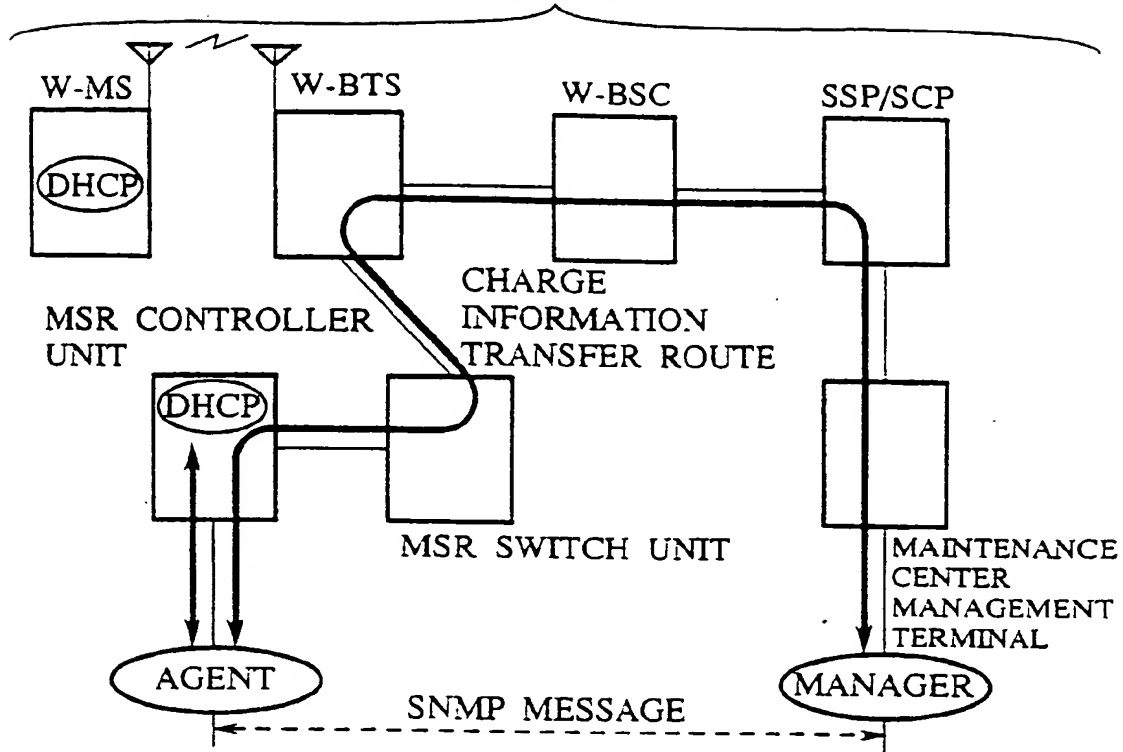 W-MS
W-BTS
W-BSC
SSP/SCP
DHCP
CHARGE
INFORMATION
TRANSFER ROUTE
MSR CONTROLLER
UNIT
DHCP
MSR SWITCH UNIT
MAINTENANCE
CENTER
MANAGEMENT
TERMINAL
AGENT
MANAGER
SNMP MESSAGE